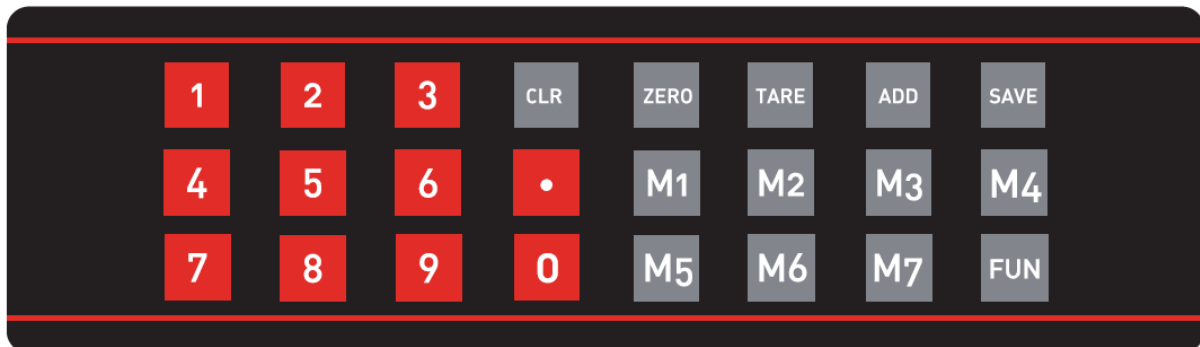 1 2 3 CLR ZERO TARE ADD SAVE
4 5 6 • M1 M2 M3 M4
7 8 9 0 M5 M6 M7 FUN